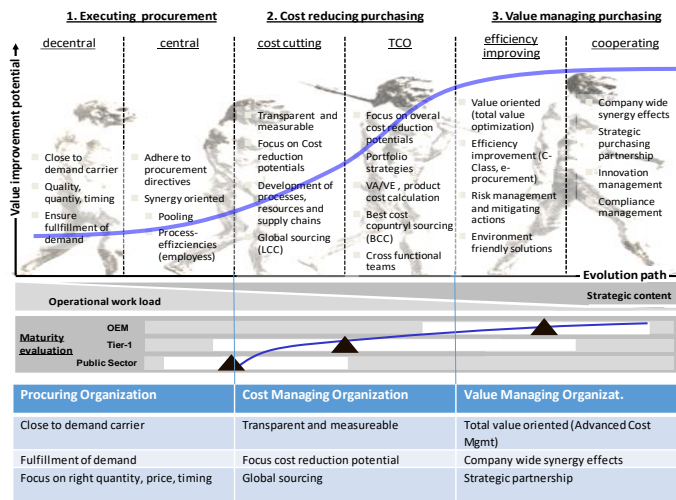 1. Executing procurement
2. Cost reducing purchasing
3. Value managing purchasing
decentral
central
cost cutting
TCO
efficiency
improving
cooperating
Value improvement potential
Close to
demand carrier
Quality,
quantiy, timing
Ensure
fullfillment of
demand
Adhere to
procurement
directives
Synergy oriented
Pooling
Process-
effizciencies
(employess)
Transparent and
measurable
Focus on Cost
reduction
potentials
Development of
processes,
resources and
supply chains
Global sourcing
(LCC)
Focus on overal
cost reduction
potentials
Portfolio
strategies
VA/VE , product
cost calculation
Best cost
copuntryl sourcing
(BCC)
Cross functional
teams
Value oriented
(total value
optimization)
Efficiency
improvement (C-
Class, e-
procurement)
Risk management
and mitigating
actions
Environment
friendly solutions
Company wide
synergy effects
Strategic
purchasing
partnership
Innovation
management
Compliance
management
Evolution path
Operational work load
Strategic content
Maturity
evaluation
OEM
Tier-1
Public Sector
Procuring Organization
Cost Managing Organization
Value Managing Organizat.
Close to demand carrier
Transparent and measureable
Total value oriented (Advanced Cost
Mgmt)
Fulfillment of demand
Focus cost reduction potential
Company wide synergy effects
Focus on right quantity, price, timing
Global sourcing
Strategic partnership